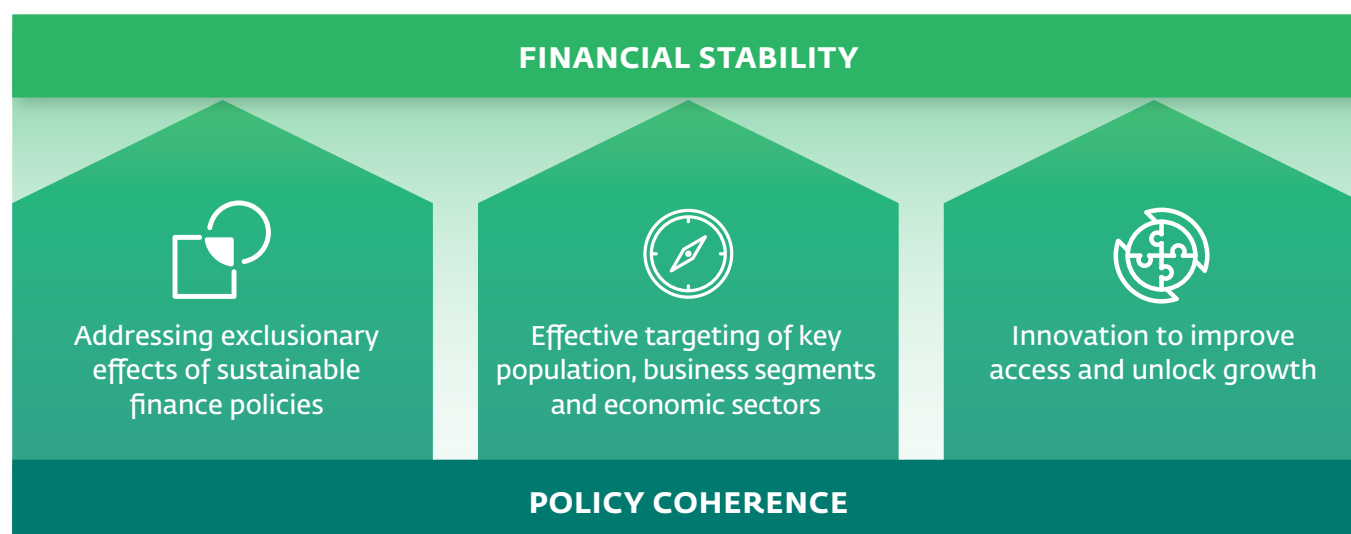 FINANCIAL STABILITY
Addressing exclusionary
effects of sustainable
finance policies
Effective targeting of key
population, business segments
and economic sectors
Innovation to improve
access and unlock growth
POLICY COHERENCE